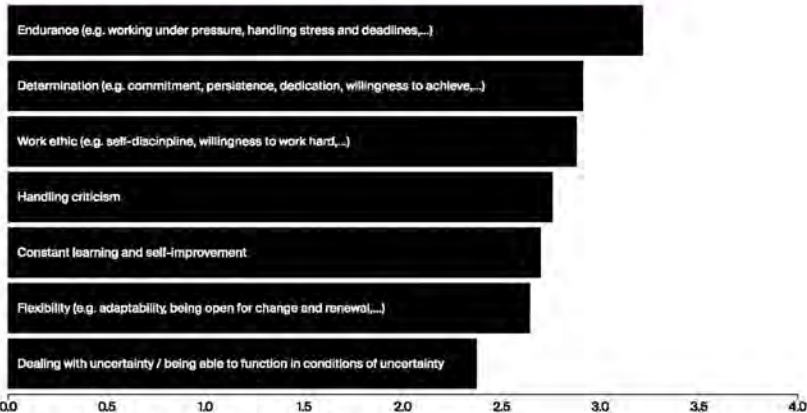 Endurance (e.g. working under pressure, handling stress and deadlines,...)
Determination (e.g. commitment, persistence, dedication, willingness to achieve,...)
Work ethic (e.g. self-discinpline, willingness to work hard,...)
Handling criticism
Constant learning and self-improvement
Flexibility (e.g. adaptability, being open for change and renewal,...)
Dealing with uncertainty / being able to function in conditions of uncertainty
0.0 0.5 1.0 1.5 2.0 2.5 3.0 3.5 4.0